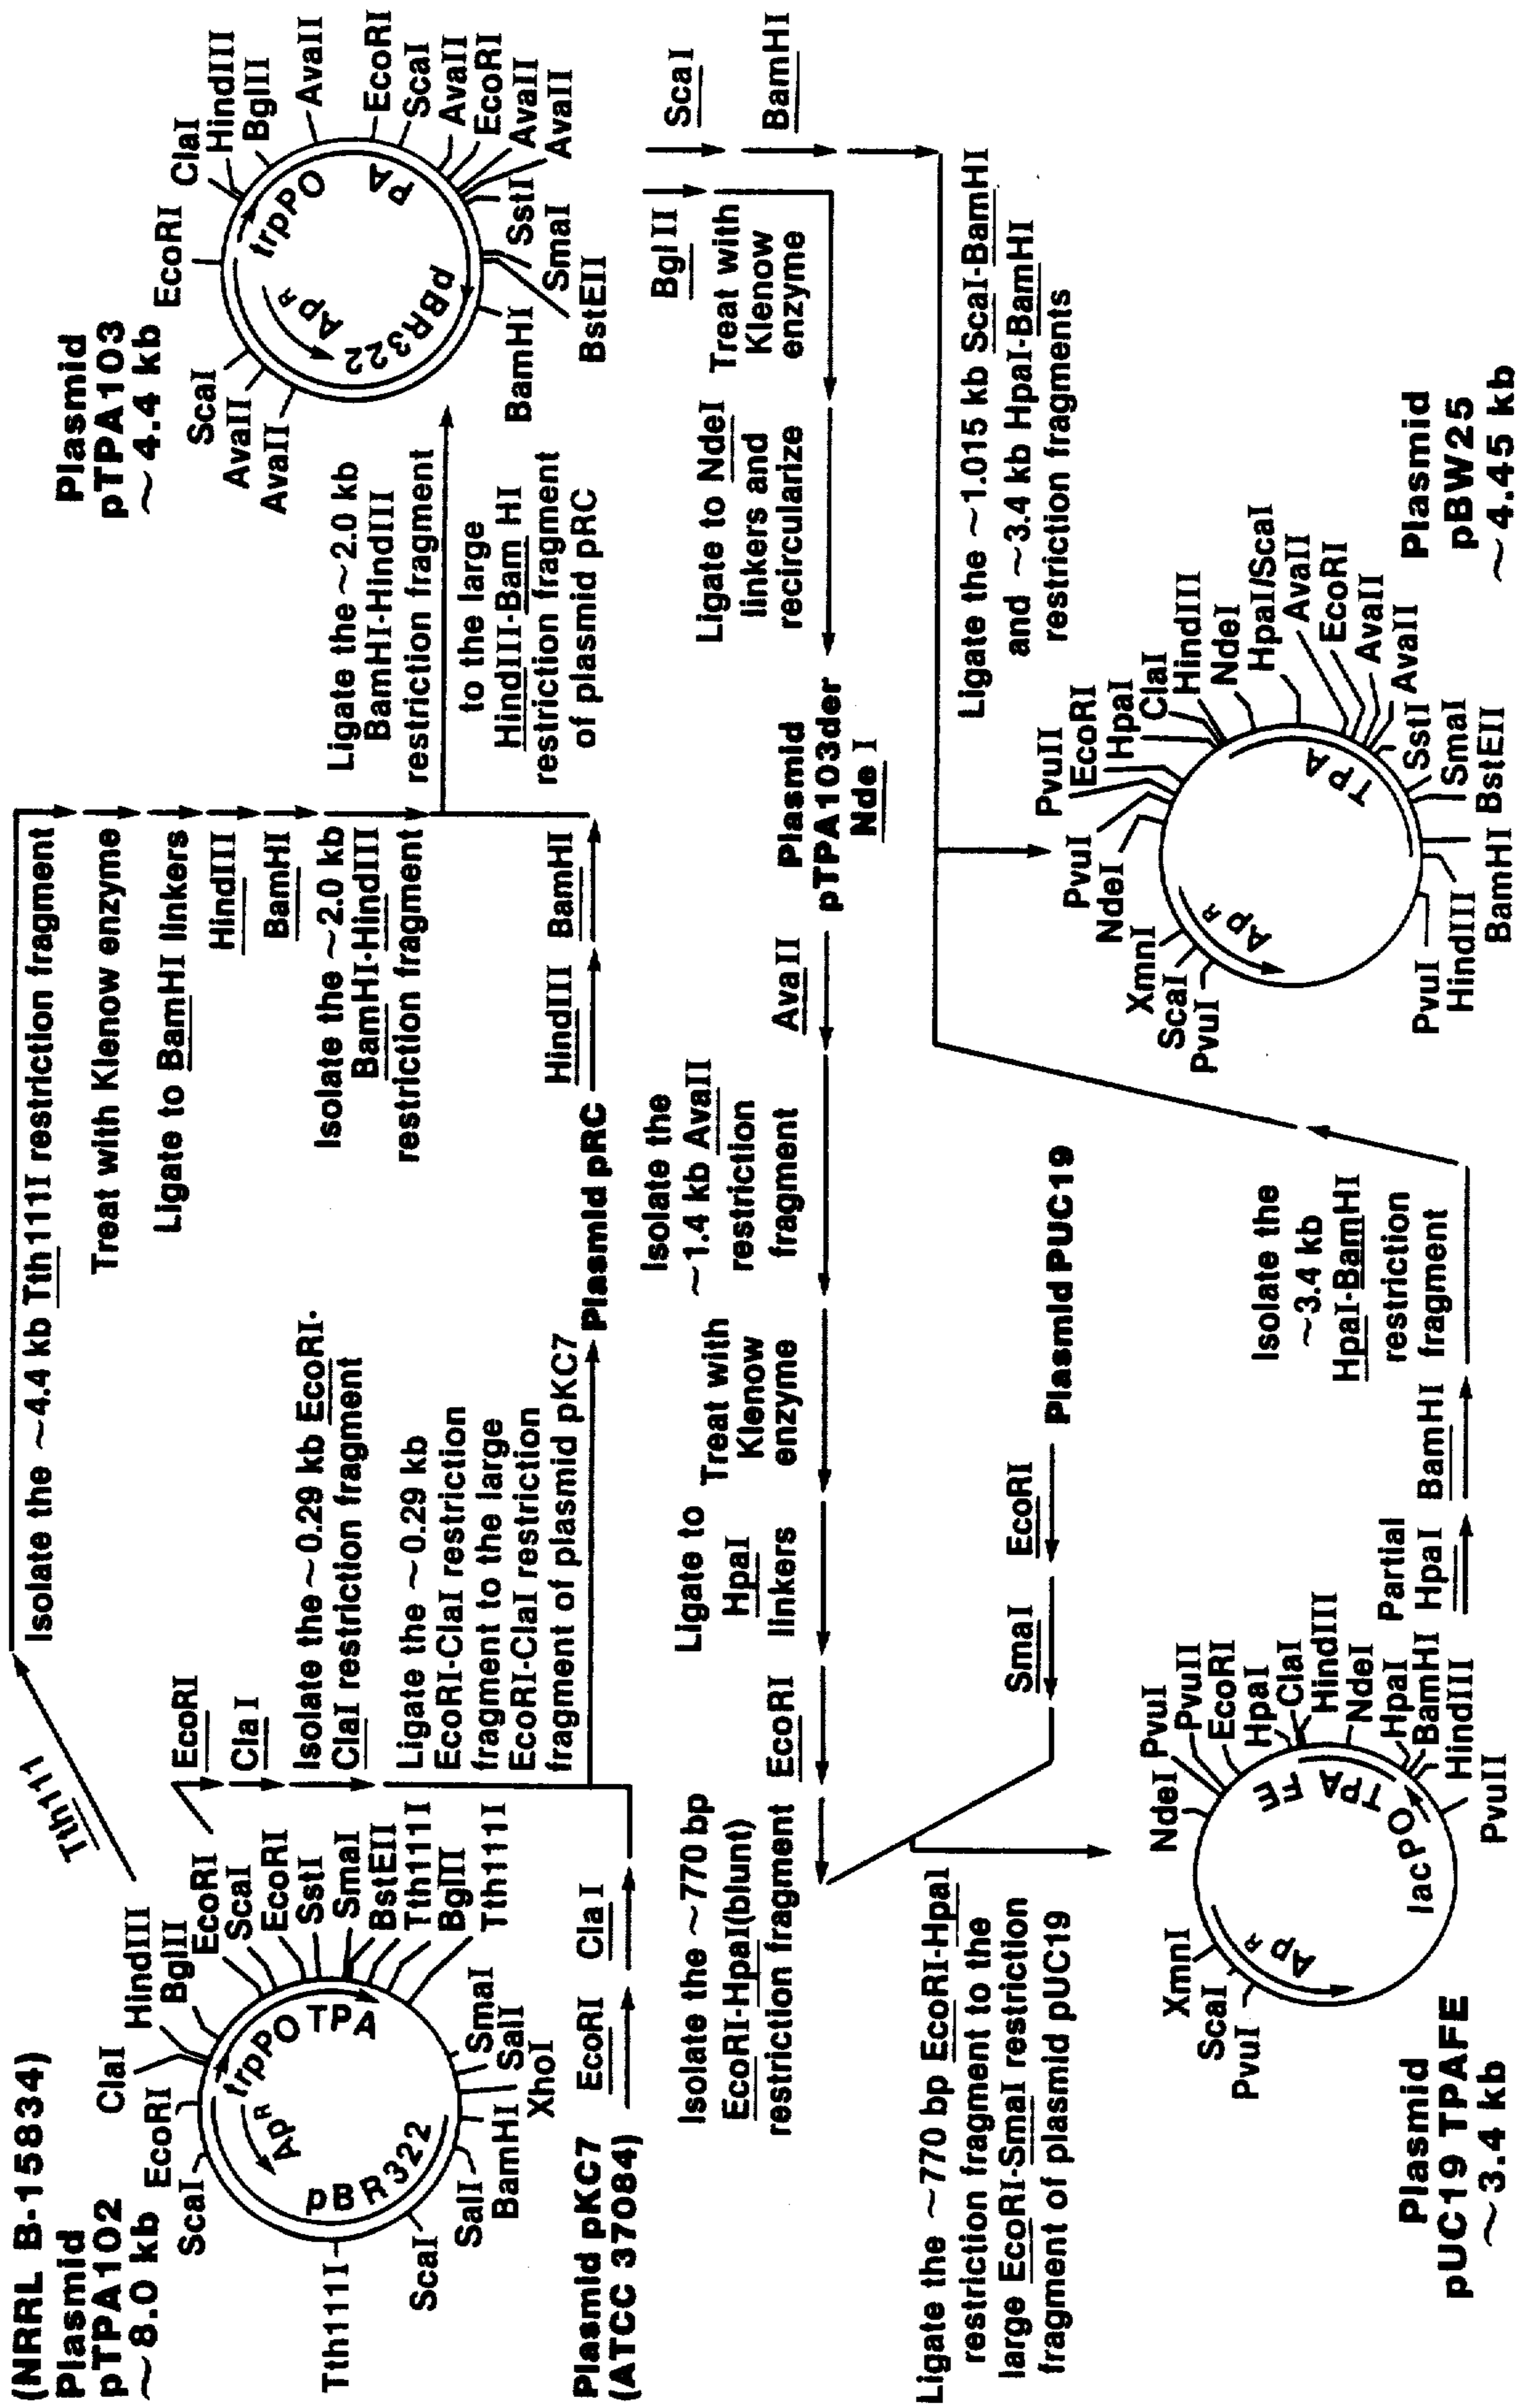 (NRRL B-15834)
Plasmid
pTPA102
~8.0 kb
ScaI
EcoRI
ClaI
HindIII
BglII
EcoRI
ScaI
EcoRI
SstI
SmaI
BstEII
Tth111I
BglII
Tth111I
SmaI
SalI
XhoI
BamHI
SalI
ScaI
Tth111I
trpPO
TPA
ApR
pBR322
Tth11
Isolate the ~4.4 kb Tth111I restriction fragment
Treat with Klenow enzyme
Ligate to BamHI linkers
HindIII
BamHI
Isolate the ~2.0 kb
BamHI-HindIII
restriction fragment
EcoRI
Cla I
Isolate the ~0.29 kb EcoRI-
ClaI restriction fragment
Ligate the ~0.29 kb
EcoRI-ClaI restriction
fragment to the large
EcoRI-ClaI restriction
fragment of plasmid pKC7
Plasmid pKC7
(ATCC 37084)
EcoRI
Cla I
Plasmid pRC
HindIII
BamHI
Ligate the ~2.0 kb
BamHI-HindIII
restriction fragment
to the large
HindIII-Bam HI
restriction fragment
of plasmid pRC
Plasmid
pTPA103
~4.4 kb
ScaI
AvaII
AvaII
EcoRI
ClaI
HindIII
BglII
AvaII
EcoRI
ScaI
AvaII
EcoRI
AvaII
AvaII
SstI
SmaI
BstEII
BamHI
trpPO
PA
ApR
pBR322
ScaI
BamHI
Bgl II
Treat with
Klenow
enzyme
Ligate to NdeI
linkers and
recircularize
Plasmid
pTPA103der
Nde I
Ava II
Isolate the
~1.4 kb AvaII
restriction
fragment
Treat with
Klenow
enzyme
Ligate to
HpaI
linkers
EcoRI
Isolate the ~770 bp
EcoRI-HpaI(blunt)
restriction fragment
Plasmid PUC19
EcoRI
SmaI
Ligate the ~770 bp EcoRI-HpaI
restriction fragment to the
large EcoRI-SmaI restriction
fragment of plasmid pUC19
Plasmid
pUC19 TPAFE
~3.4 kb
XmnI
ScaI
PvuI
NdeI
PvuI
PvuII
EcoRI
HpaI
ClaI
HindIII
NdeI
HpaI
BamHI
HindIII
PvuII
ApR
TPA
lacPO
Partial
HpaI
BamHI
Isolate the
~3.4 kb
HpaI-BamHI
restriction
fragment
Ligate the ~1.015 kb ScaI-BamHI
and ~3.4 kb HpaI-BamHI
restriction fragments
Plasmid
pBW25
~4.45 kb
XmnI
ScaI
PvuI
NdeI
PvuI
PvuII
EcoRI
HpaI
ClaI
HindIII
NdeI
HpaI/ScaI
AvaII
EcoRI
AvaII
AvaII
SstI
SmaI
BstEII
BamHI
HindIII
PvuI
ApR
TPA